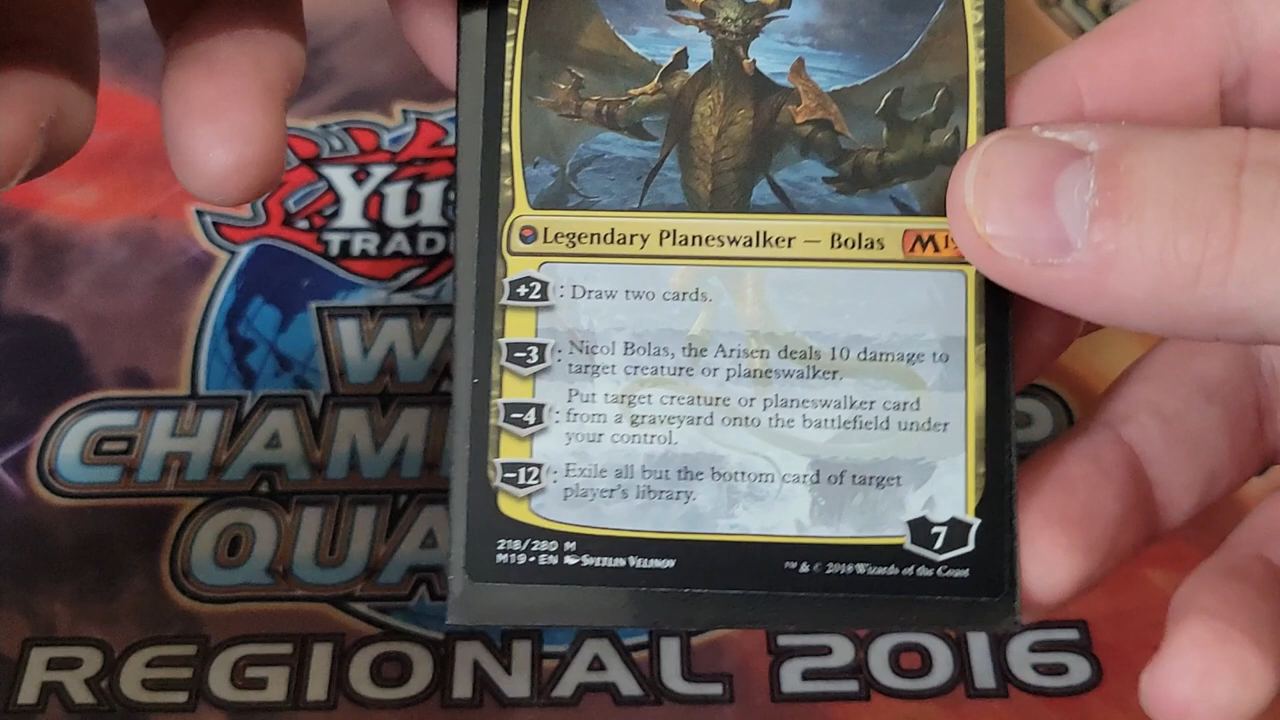 Yu
TRADI
W
CHAM
P
QUA
REGIONAL 2016
Legendary Planeswalker — Bolas M19
+2 : Draw two cards.
−3 : Nicol Bolas, the Arisen deals 10 damage to
target creature or planeswalker.
Put target creature or planeswalker card
−4 : from a graveyard onto the battlefield under
your control.
−12 : Exile all but the bottom card of target
player's library.
7
218/280 M
M19 • EN Svetlin Velinov
™ & © 2018 Wizards of the Coast